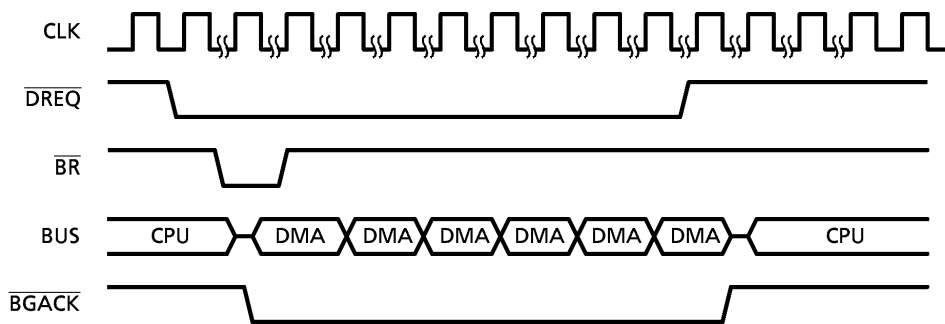 CLK
DREQ
BR
BUS CPU DMA DMA DMA DMA DMA DMA CPU
BGACK